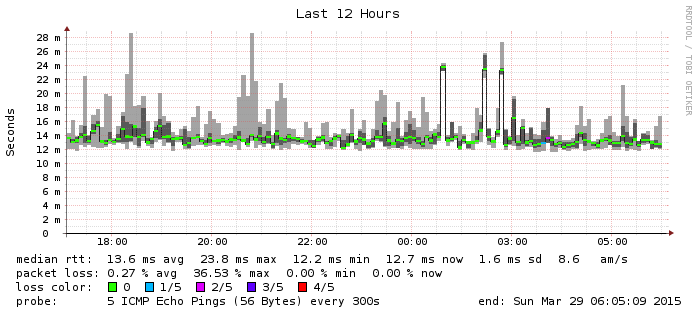 Last 12 Hours
RRDTOOL / TOBI OETIKER
Seconds
28 m
26 m
24 m
22 m
20 m
18 m
16 m
14 m
12 m
10 m
8 m
6 m
4 m
2 m
0
18:00 20:00 22:00 00:00 03:00 05:00
median rtt: 13.6 ms avg 23.8 ms max 12.2 ms min 12.7 ms now 1.6 ms sd 8.6 am/s
packet loss: 0.27 % avg 36.53 % max 0.00 % min 0.00 % now
loss color: 0 1/5 2/5 3/5 4/5
probe: 5 ICMP Echo Pings (56 Bytes) every 300s end: Sun Mar 29 06:05:09 2015